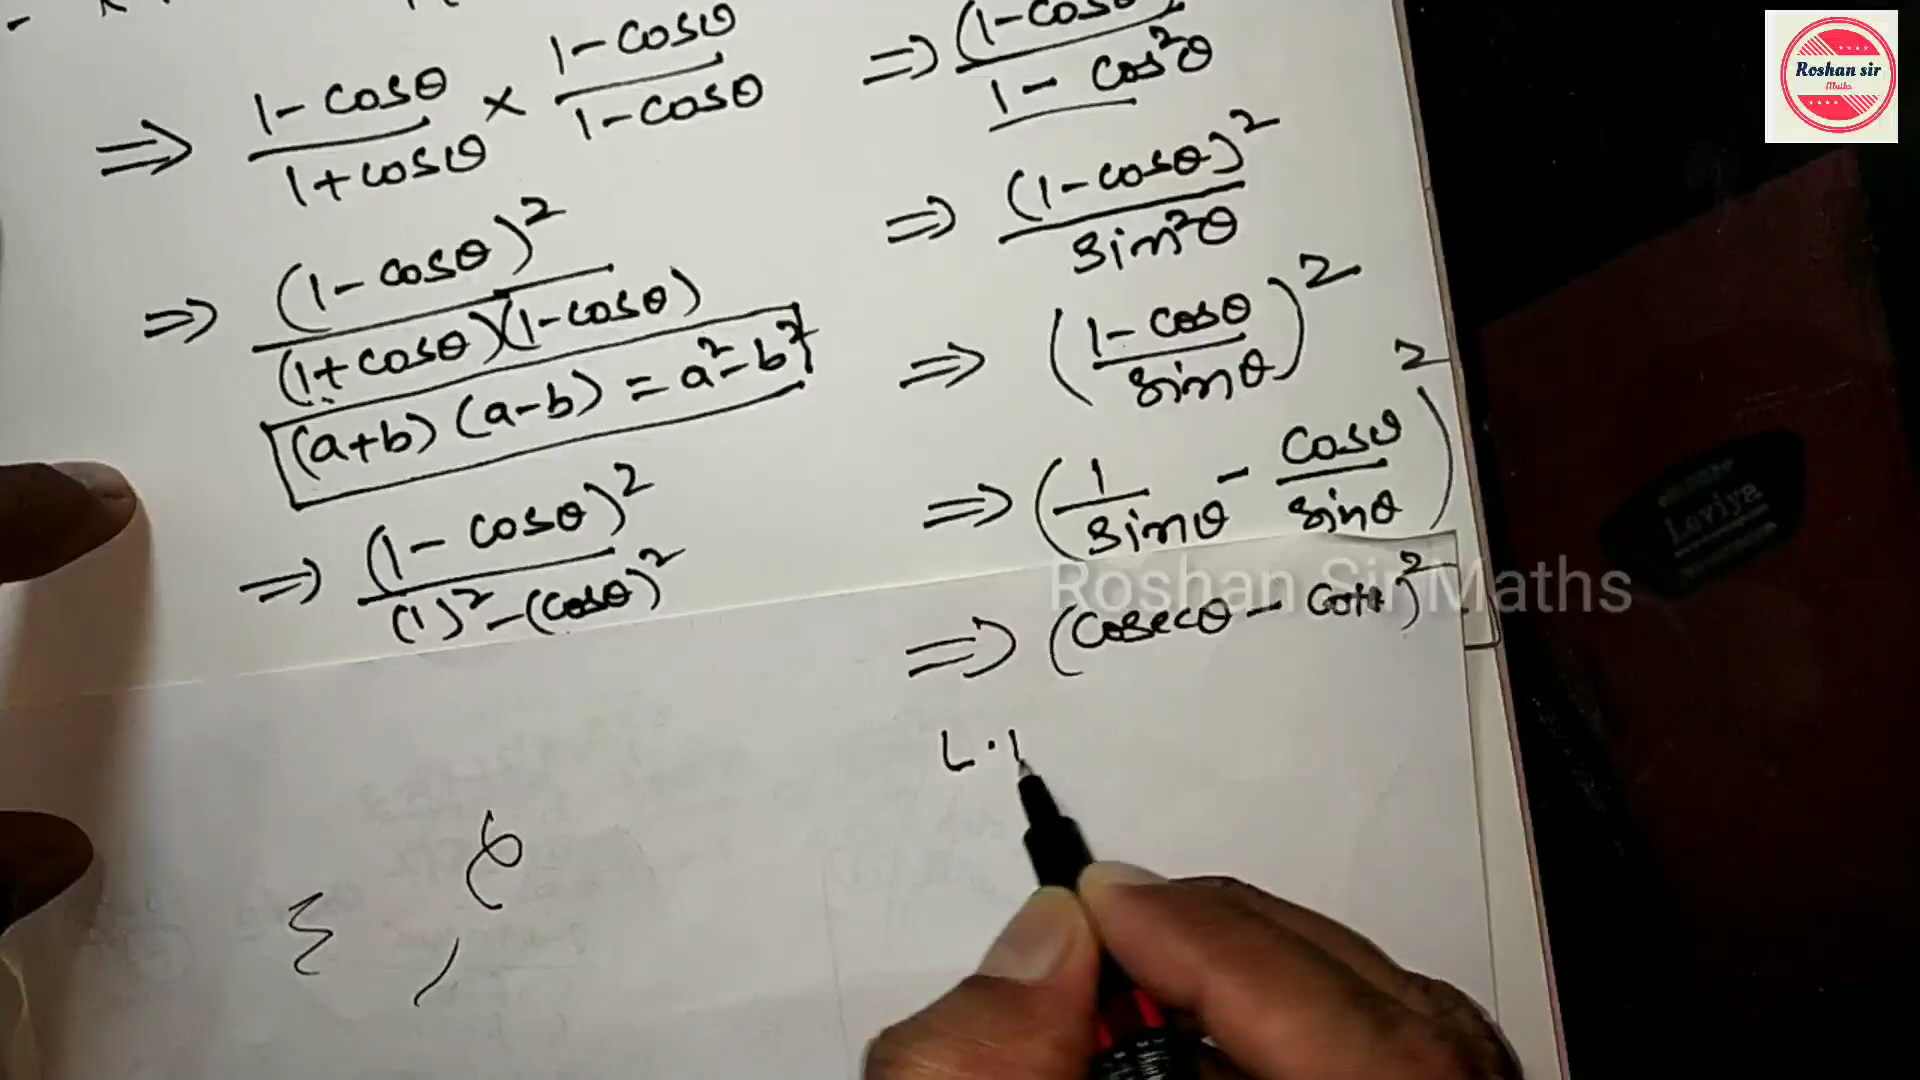 ⇒ 1-cosθ / 1+cosθ × 1-cosθ / 1-cosθ
⇒ (1-cosθ)² / (1+cosθ)(1-cosθ)
(a+b) (a-b) = a²-b²
⇒ (1-cosθ)² / (1)²-(cosθ)²
⇒ (1-cosθ) / 1-cos²θ
⇒ (1-cosθ)² / sin²θ
⇒ (1-cosθ / sinθ)²
⇒ (1 / sinθ - cosθ / sinθ)²
⇒ (cosecθ - cotθ)²
L.
Roshan Sir Maths
Roshan sir
Maths
Leviya